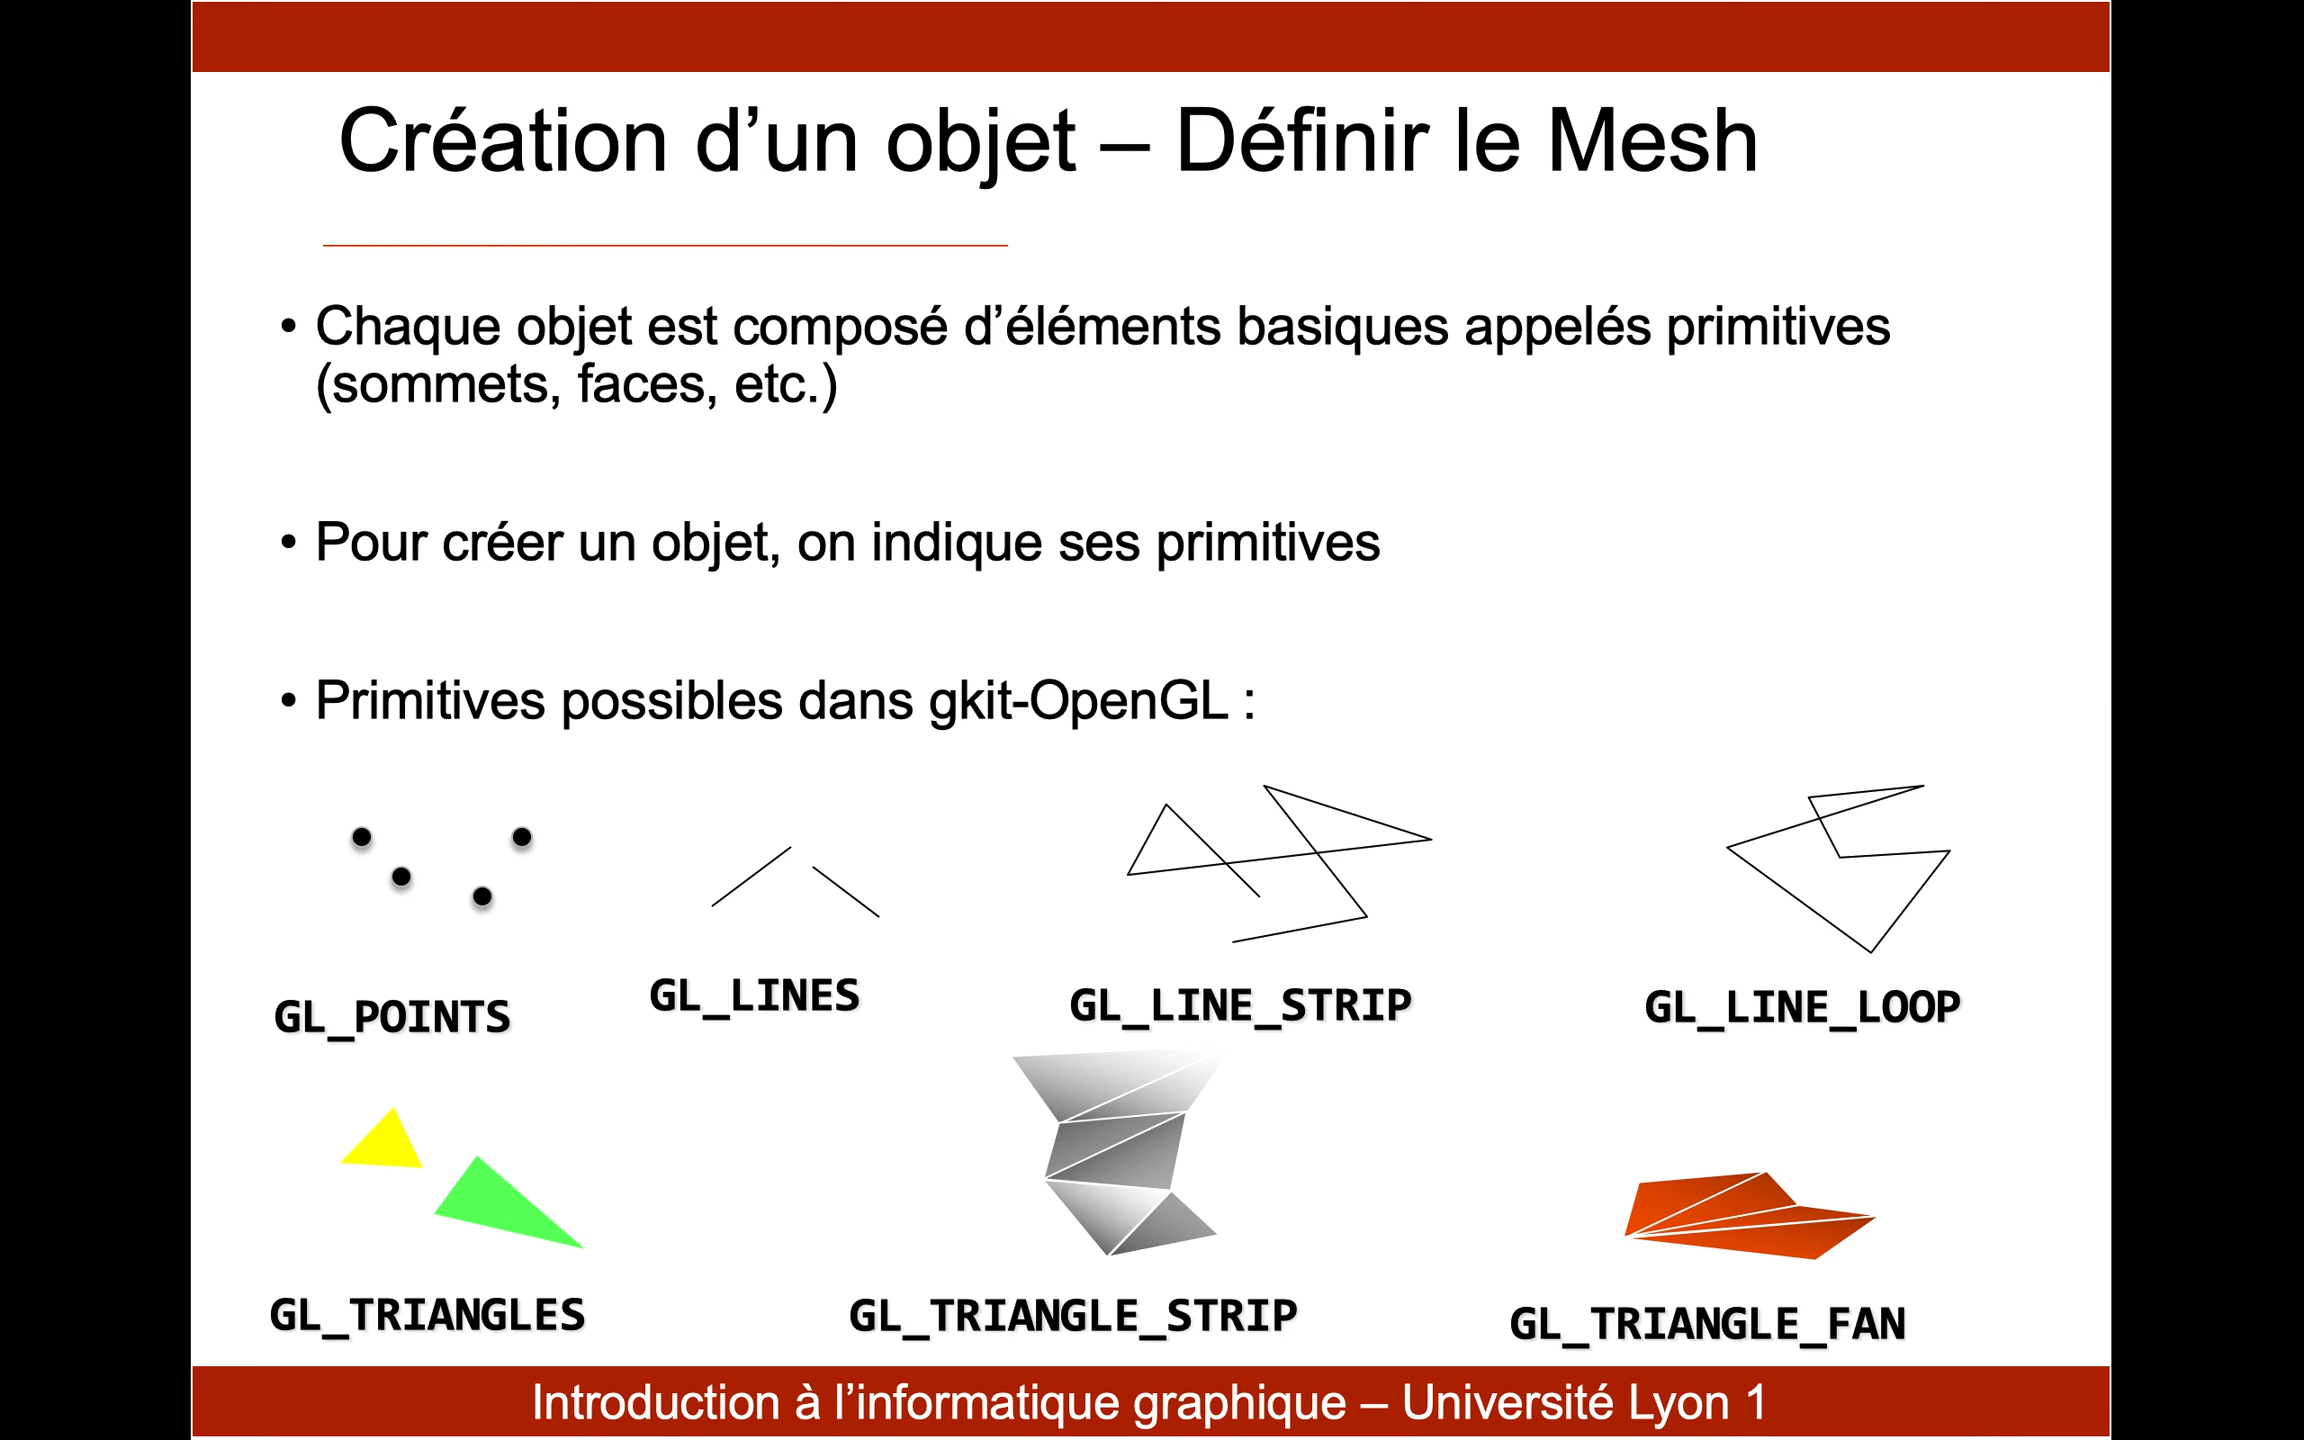 Création d’un objet – Définir le Mesh
• Chaque objet est composé d’éléments basiques appelés primitives
(sommets, faces, etc.)
• Pour créer un objet, on indique ses primitives
• Primitives possibles dans gkit-OpenGL :
GL_POINTS
GL_LINES
GL_LINE_STRIP
GL_LINE_LOOP
GL_TRIANGLES
GL_TRIANGLE_STRIP
GL_TRIANGLE_FAN
Introduction à l’informatique graphique – Université Lyon 1